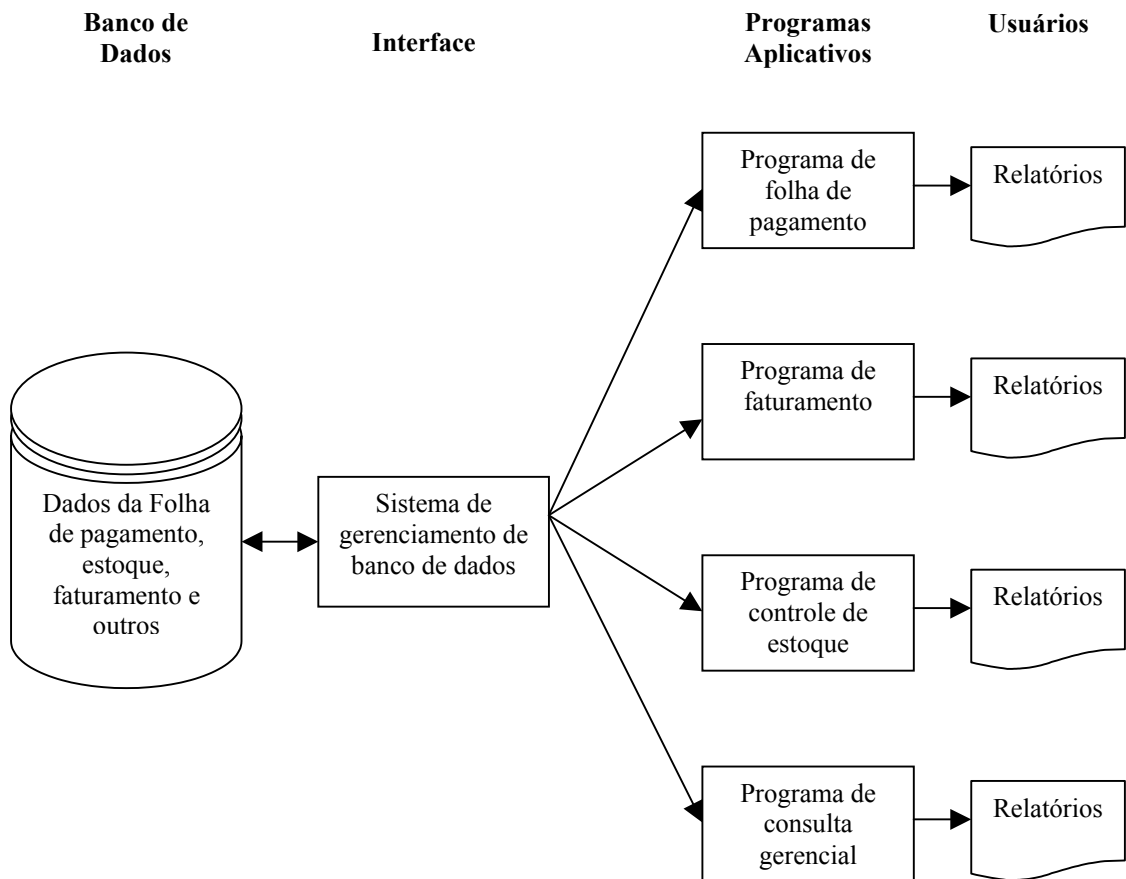 Banco de
Dados
Interface
Programas
Aplicativos
Usuários
Programa de
folha de
pagamento
Relatórios
Programa de
faturamento
Relatórios
Dados da Folha
de pagamento,
estoque,
faturamento e
outros
Sistema de
gerenciamento de
banco de dados
Programa de
controle de
estoque
Relatórios
Programa de
consulta
gerencial
Relatórios